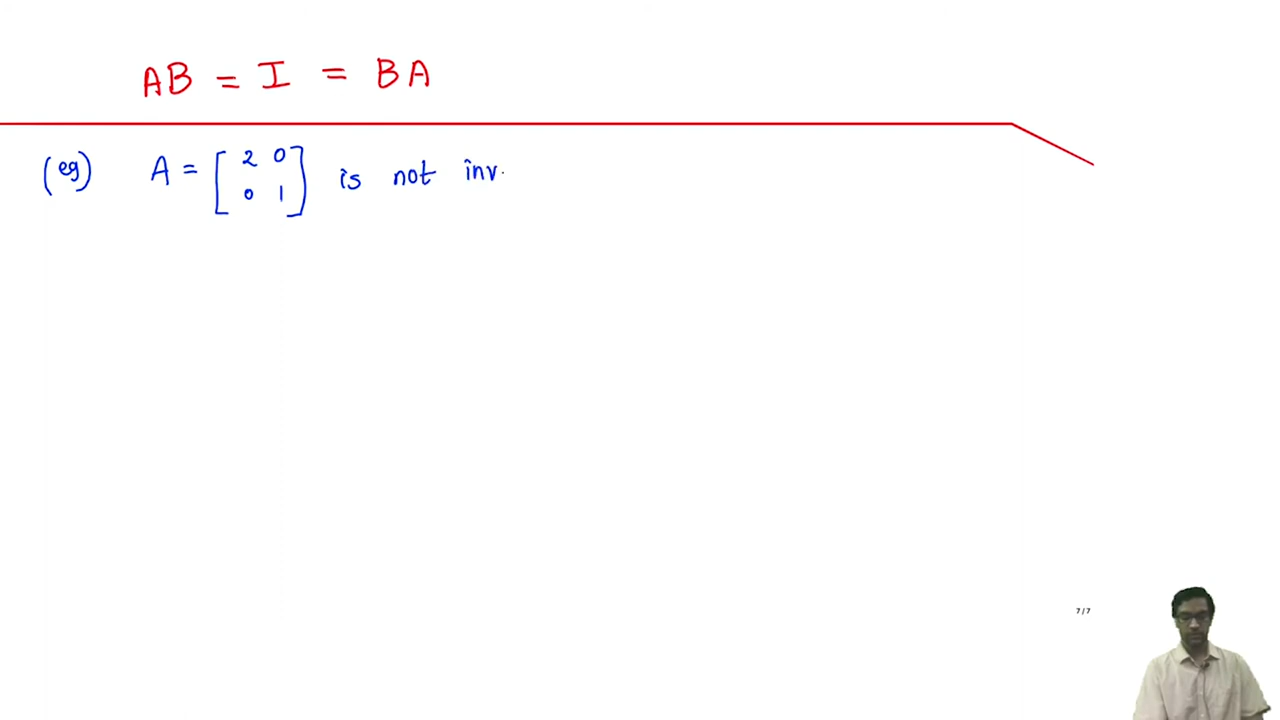 AB = I = BA
(eg) A = [2 0
0 1] is not inv.
7/7